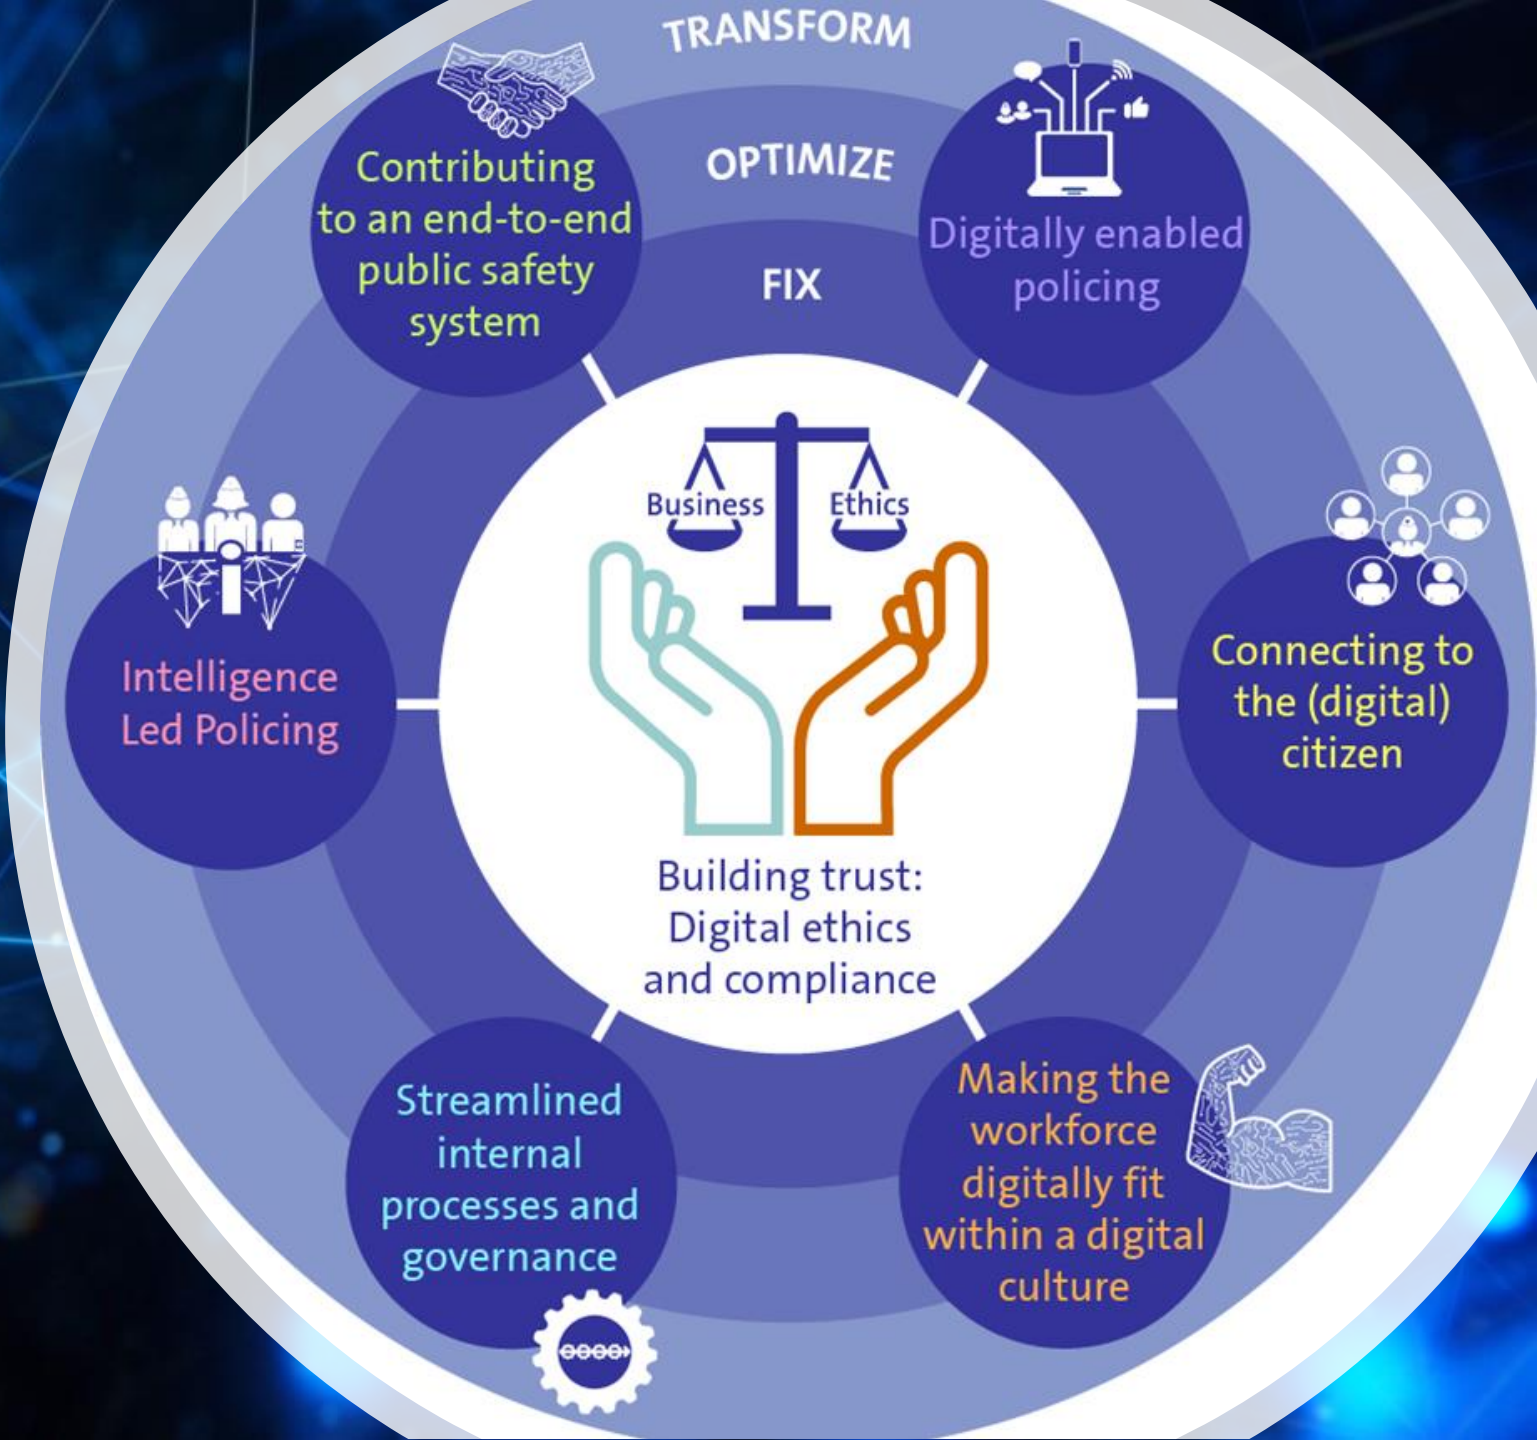 TRANSFORM
OPTIMIZE
FIX
Contributing
to an end-to-end
public safety
system
Digitally enabled
policing
Business
Ethics
Intelligence
Led Policing
Connecting to
the (digital)
citizen
Building trust:
Digital ethics
and compliance
Streamlined
internal
processes and
governance
Making the
workforce
digitally fit
within a digital
culture